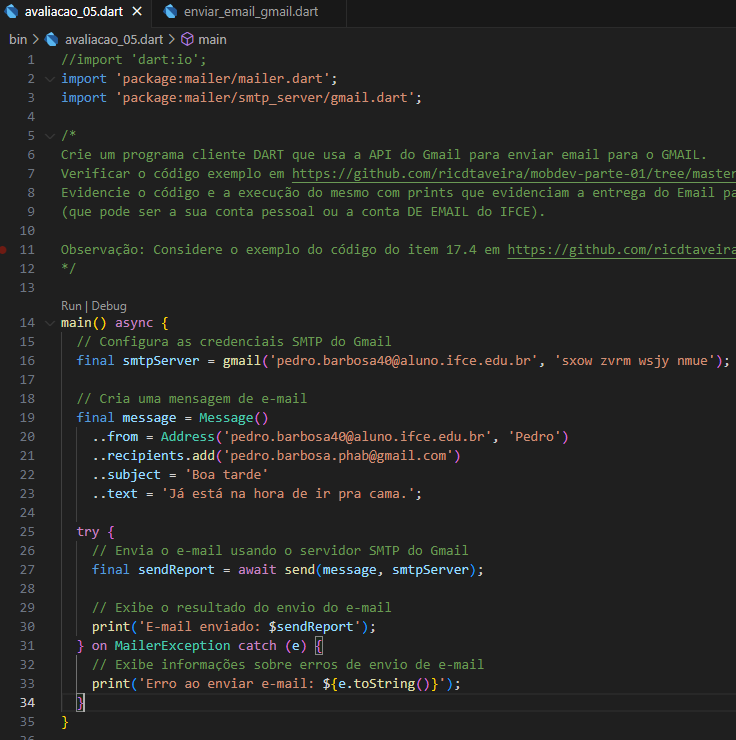 avaliacao_05.dart
enviar_email_gmail.dart
bin > avaliacao_05.dart > main
1 //import 'dart:io';
2 import 'package:mailer/mailer.dart';
3 import 'package:mailer/smtp_server/gmail.dart';
4
5 /*
6 Crie um programa cliente DART que usa a API do Gmail para enviar email para o GMAIL.
7 Verificar o código exemplo em https://github.com/ricdtaveira/mobdev-parte-01/tree/master
8 Evidencie o código e a execução do mesmo com prints que evidenciam a entrega do Email pa
9 (que pode ser a sua conta pessoal ou a conta DE EMAIL do IFCE).
10
11 Observação: Considere o exemplo do código do item 17.4 em https://github.com/ricdtaveira
12 */
13
Run | Debug
14 main() async {
15 // Configura as credenciais SMTP do Gmail
16 final smtpServer = gmail('pedro.barbosa40@aluno.ifce.edu.br', 'sxow zvrm wsjy nmue');
17
18 // Cria uma mensagem de e-mail
19 final message = Message()
20 ..from = Address('pedro.barbosa40@aluno.ifce.edu.br', 'Pedro')
21 ..recipients.add('pedro.barbosa.phab@gmail.com')
22 ..subject = 'Boa tarde'
23 ..text = 'Já está na hora de ir pra cama.';
24
25 try {
26 // Envia o e-mail usando o servidor SMTP do Gmail
27 final sendReport = await send(message, smtpServer);
28
29 // Exibe o resultado do envio do e-mail
30 print('E-mail enviado: $sendReport');
31 } on MailerException catch (e) {
32 // Exibe informações sobre erros de envio de e-mail
33 print('Erro ao enviar e-mail: ${e.toString()}');
34 }
35 }
36